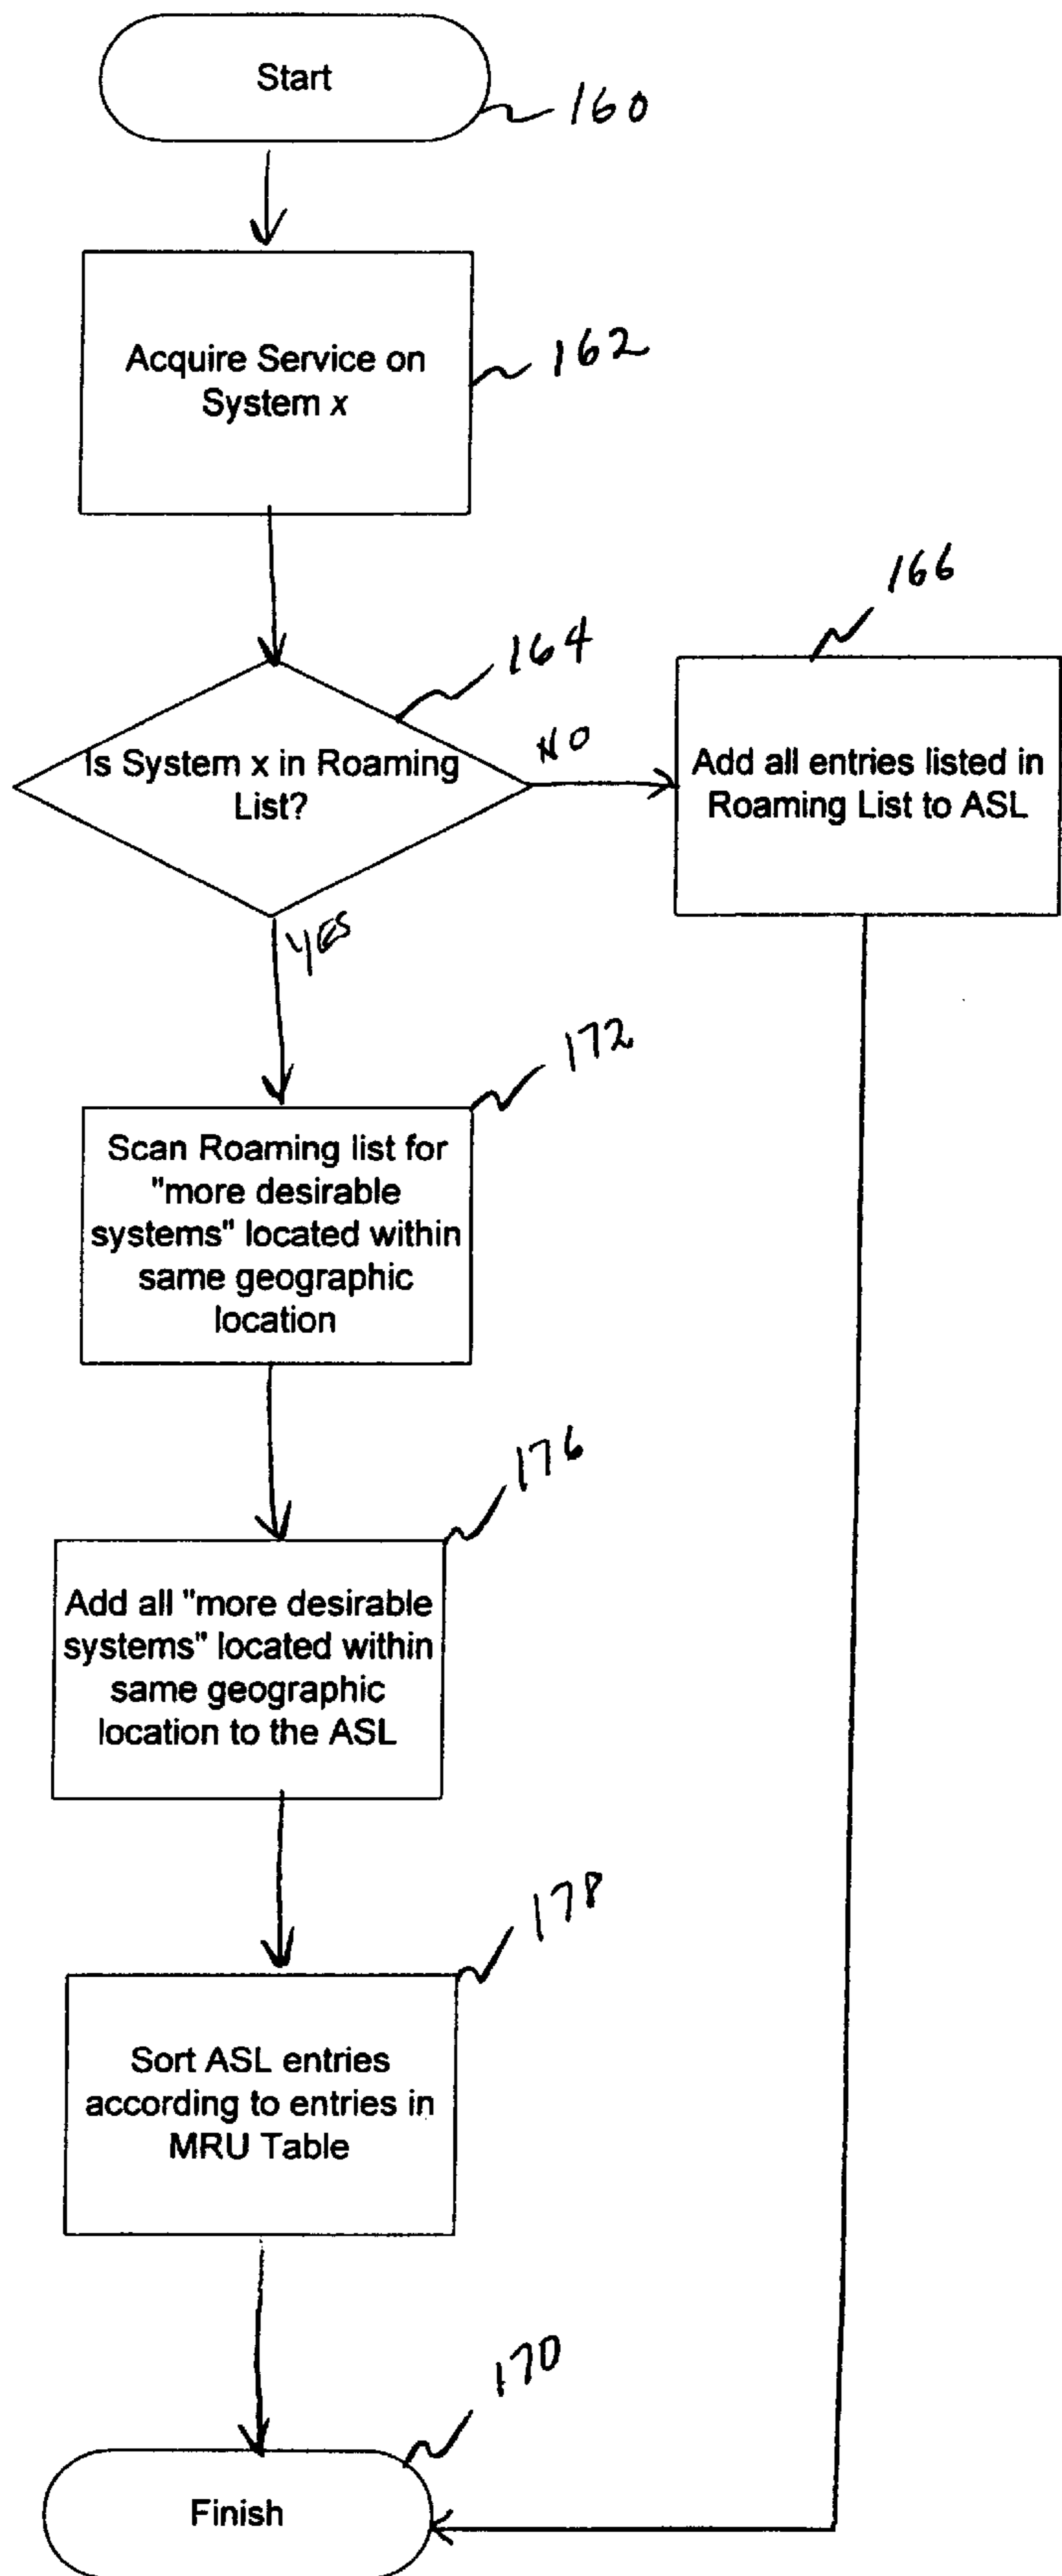 Start
160
Acquire Service on
System x
162
164
Is System x in Roaming
List?
NO
166
Add all entries listed in
Roaming List to ASL
YES
172
Scan Roaming list for
"more desirable
systems" located within
same geographic
location
176
Add all "more desirable
systems" located within
same geographic
location to the ASL
178
Sort ASL entries
according to entries in
MRU Table
170
Finish